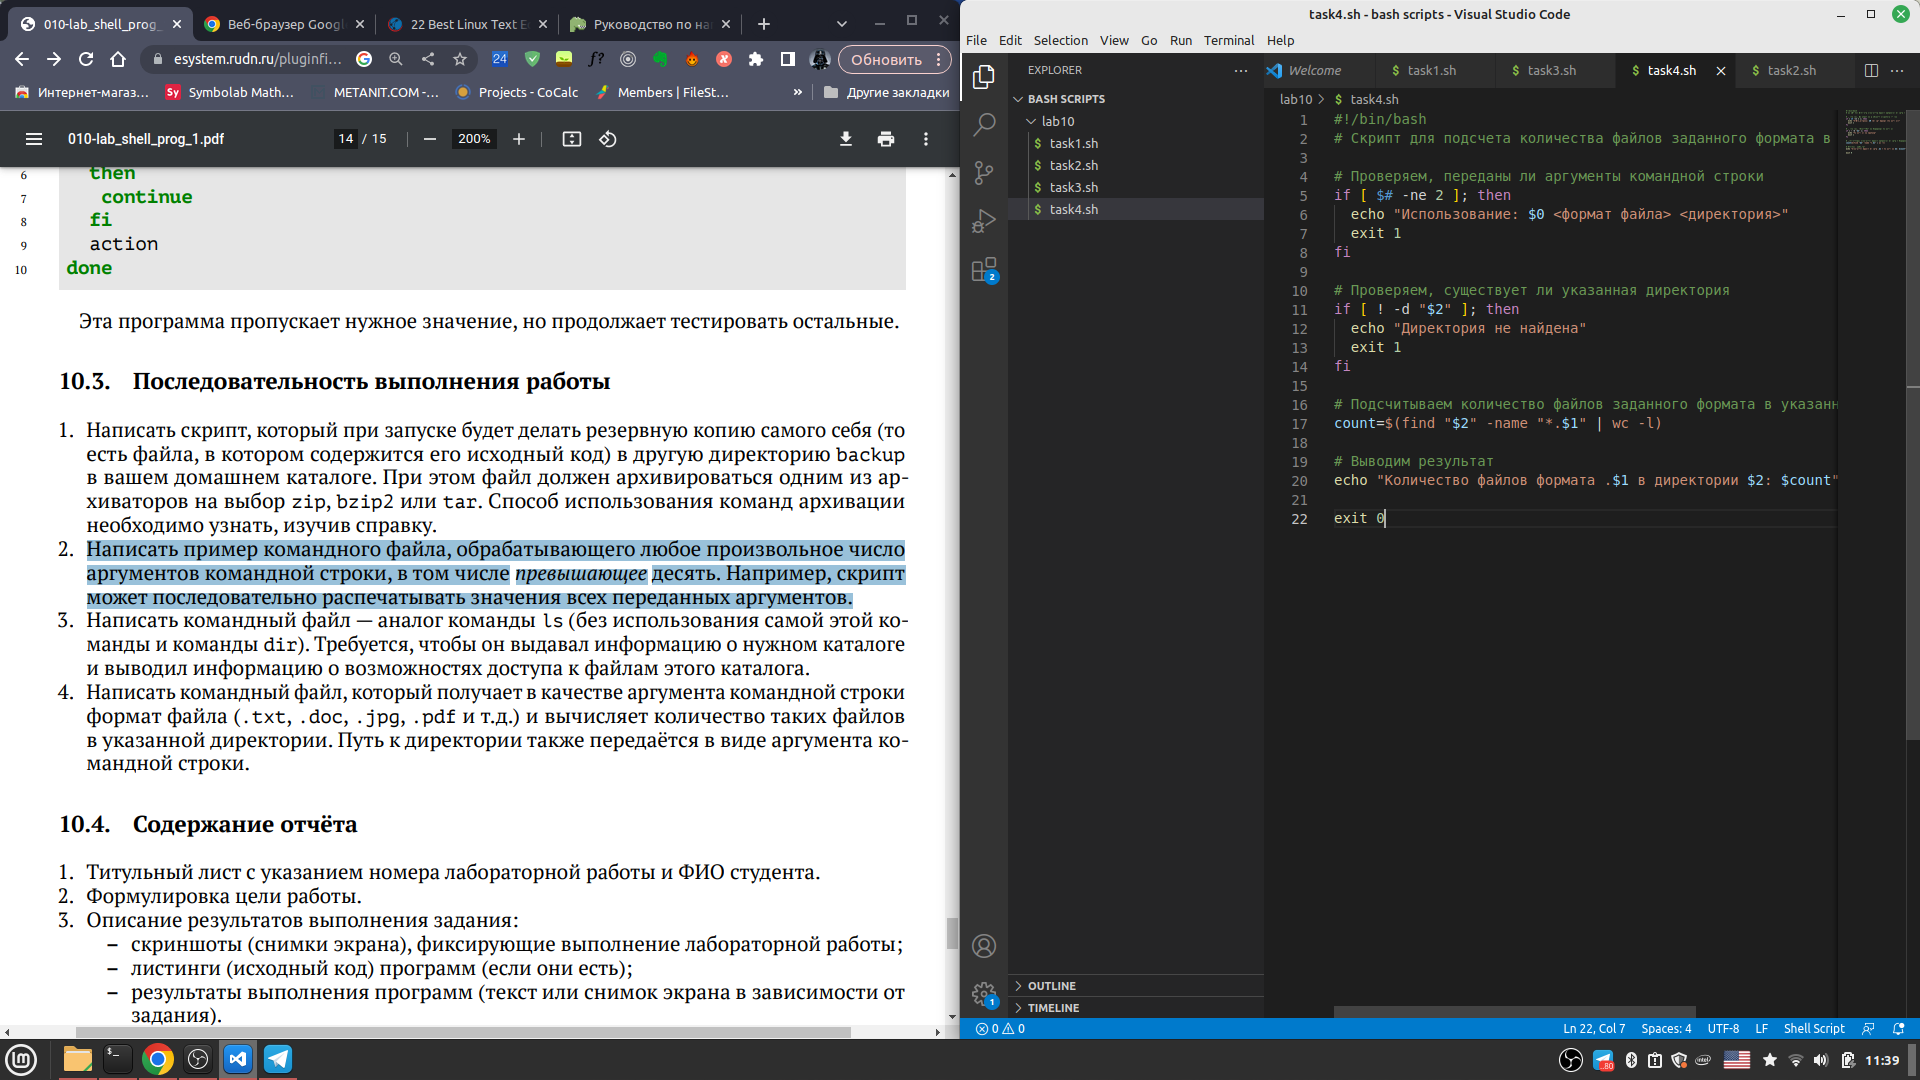 010-lab_shell_prog_
Веб-браузер Googl
22 Best Linux Text E
Руководство по на
esystem.rudn.ru/pluginfi...
24
f?
Обновить
Интернет-магаз...
Sy Symbolab Math...
METANIT.COM -...
Projects - CoCalc
Members | FileSt...
»
Другие закладки
010-lab_shell_prog_1.pdf
14 / 15
200%
6 then
7 continue
8 fi
9 action
10 done
Эта программа пропускает нужное значение, но продолжает тестировать остальные.
10.3. Последовательность выполнения работы
1. Написать скрипт, который при запуске будет делать резервную копию самого себя (то
есть файла, в котором содержится его исходный код) в другую директорию backup
в вашем домашнем каталоге. При этом файл должен архивироваться одним из ар-
хиваторов на выбор zip, bzip2 или tar. Способ использования команд архивации
необходимо узнать, изучив справку.
2. Написать пример командного файла, обрабатывающего любое произвольное число
аргументов командной строки, в том числе превышающее десять. Например, скрипт
может последовательно распечатывать значения всех переданных аргументов.
3. Написать командный файл — аналог команды ls (без использования самой этой ко-
манды и команды dir). Требуется, чтобы он выдавал информацию о нужном каталоге
и выводил информацию о возможностях доступа к файлам этого каталога.
4. Написать командный файл, который получает в качестве аргумента командной строки
формат файла (.txt, .doc, .jpg, .pdf и т.д.) и вычисляет количество таких файлов
в указанной директории. Путь к директории также передаётся в виде аргумента ко-
мандной строки.
10.4. Содержание отчёта
1. Титульный лист с указанием номера лабораторной работы и ФИО студента.
2. Формулировка цели работы.
3. Описание результатов выполнения задания:
– скриншоты (снимки экрана), фиксирующие выполнение лабораторной работы;
– листинги (исходный код) программ (если они есть);
– результаты выполнения программ (текст или снимок экрана в зависимости от
задания).
task4.sh - bash scripts - Visual Studio Code
File Edit Selection View Go Run Terminal Help
EXPLORER
BASH SCRIPTS
lab10
$ task1.sh
$ task2.sh
$ task3.sh
$ task4.sh
2
1
OUTLINE
TIMELINE
Welcome
$ task1.sh
$ task3.sh
$ task4.sh
$ task2.sh
lab10 > $ task4.sh
1 #!/bin/bash
2 # Скрипт для подсчета количества файлов заданного формата в
3
4 # Проверяем, переданы ли аргументы командной строки
5 if [ $# -ne 2 ]; then
6 echo "Использование: $0 <формат файла> <директория>"
7 exit 1
8 fi
9
10 # Проверяем, существует ли указанная директория
11 if [ ! -d "$2" ]; then
12 echo "Директория не найдена"
13 exit 1
14 fi
15
16 # Подсчитываем количество файлов заданного формата в указанн
17 count=$(find "$2" -name "*.$1" | wc -l)
18
19 # Выводим результат
20 echo "Количество файлов формата .$1 в директории $2: $count"
21
22 exit 0
0 0
Ln 22, Col 7
Spaces: 4
UTF-8
LF
Shell Script
11:39